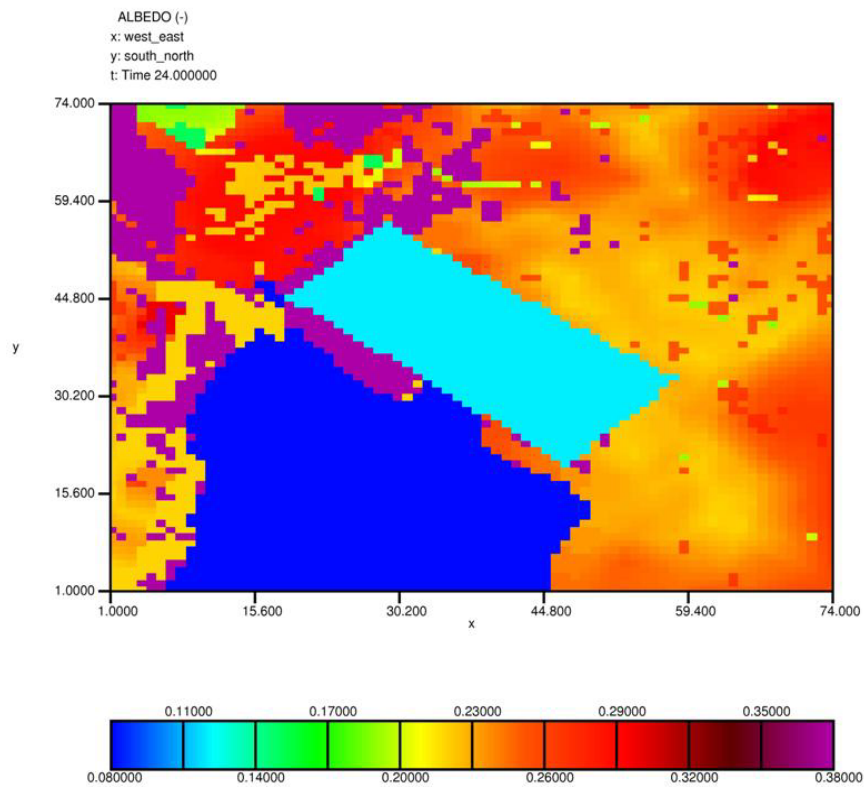 ALBEDO (-)
x: west_east
y: south_north
t: Time 24.000000
74.000
59.400
44.800
y
30.200
15.600
1.0000
1.0000 15.600 30.200 44.800 59.400 74.000
x
0.11000 0.17000 0.23000 0.29000 0.35000
0.080000 0.14000 0.20000 0.26000 0.32000 0.38000